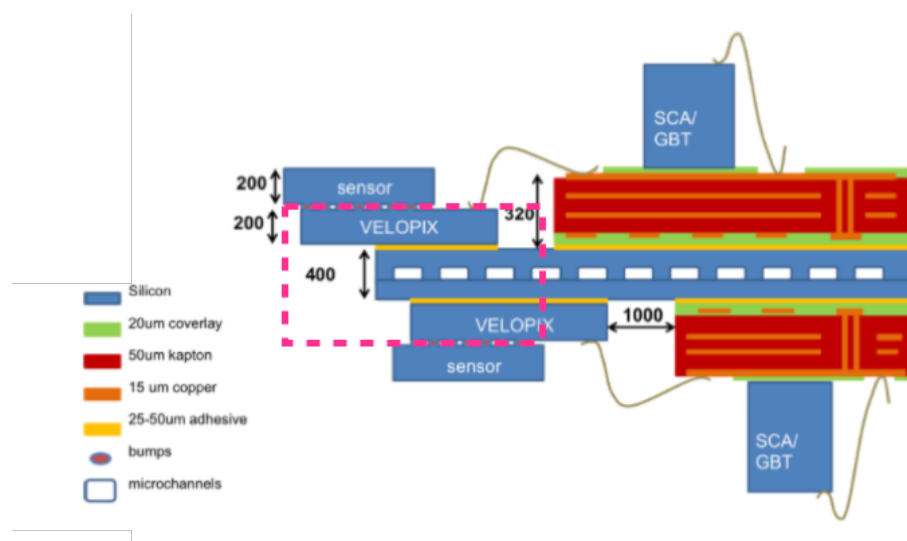 SCA/
GBT
200
sensor
200
VELOPIX
320
400
Silicon
20um coverlay
50um kapton
15 um copper
25-50um adhesive
bumps
microchannels
VELOPIX
1000
sensor
SCA/
GBT